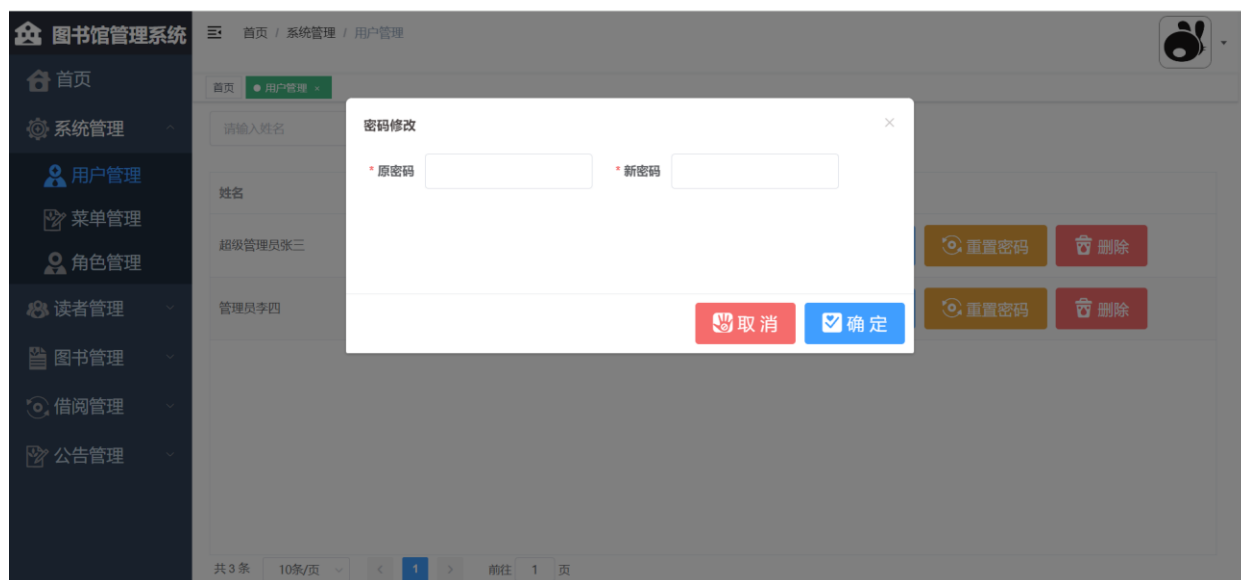 图书馆管理系统
首页 / 系统管理 / 用户管理
首页
首页
用户管理 ×
系统管理
请输入姓名
密码修改
* 原密码
* 新密码
用户管理
姓名
菜单管理
超级管理员张三
重置密码
删除
角色管理
读者管理
管理员李四
重置密码
删除
取 消
确 定
图书管理
借阅管理
公告管理
共 3 条
10条/页
1
前往 1 页